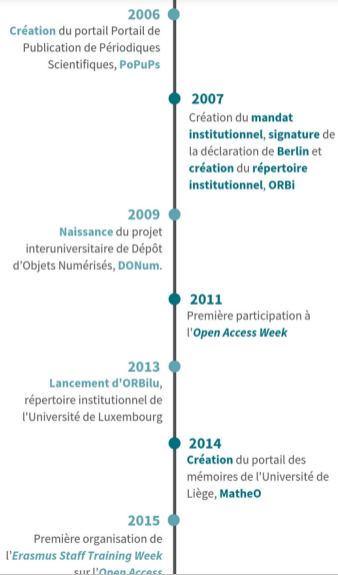 2006
Création du portail Portail de
Publication de Périodiques
Scientifiques, PoPuPs
2007
Création du mandat
institutionnel, signature de
la déclaration de Berlin et
création du répertoire
institutionnel, ORBi
2009
Naissance du projet
interuniversitaire de Dépôt
d'Objets Numérisés, DONum.
2011
Première participation à
l'Open Access Week
2013
Lancement d'ORBilu,
répertoire institutionnel de
l'Université de Luxembourg
2014
Création du portail des
mémoires de l'Université de
Liège, MatheO
2015
Première organisation de
l'Erasmus Staff Training Week
sur l'Open Access